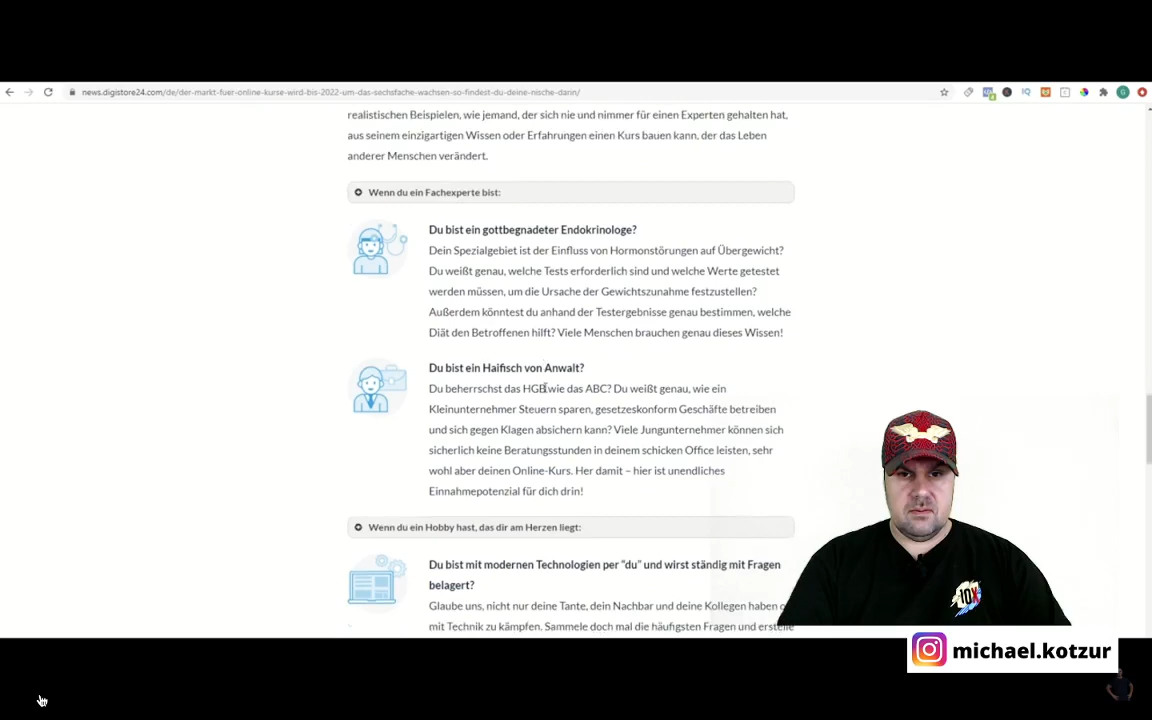 news.digistore24.com/de/der-markt-fuer-online-kurse-wird-bis-2022-um-das-sechsfache-wachsen-so-findest-du-deine-nische-darin/
realistischen Beispielen, wie jemand, der sich nie und nimmer für einen Experten gehalten hat,
aus seinem einzigartigen Wissen oder Erfahrungen einen Kurs bauen kann, der das Leben
anderer Menschen verändert.
Wenn du ein Fachexperte bist:
Du bist ein gottbegnadeter Endokrinologe?
Dein Spezialgebiet ist der Einfluss von Hormonstörungen auf Übergewicht?
Du weißt genau, welche Tests erforderlich sind und welche Werte getestet
werden müssen, um die Ursache der Gewichtszunahme festzustellen?
Außerdem könntest du anhand der Testergebnisse genau bestimmen, welche
Diät den Betroffenen hilft? Viele Menschen brauchen genau dieses Wissen!
Du bist ein Haifisch von Anwalt?
Du beherrschst das HGB wie das ABC? Du weißt genau, wie ein
Kleinunternehmer Steuern sparen, gesetzeskonform Geschäfte betreiben
und sich gegen Klagen absichern kann? Viele Jungunternehmer können sich
sicherlich keine Beratungsstunden in deinem schicken Office leisten, sehr
wohl aber deinen Online-Kurs. Her damit – hier ist unendliches
Einnahmepotenzial für dich drin!
Wenn du ein Hobby hast, das dir am Herzen liegt:
Du bist mit modernen Technologien per “du” und wirst ständig mit Fragen
belagert?
Glaube uns, nicht nur deine Tante, dein Nachbar und deine Kollegen haben
mit Technik zu kämpfen. Sammele doch mal die häufigsten Fragen und erstelle
10X
michael.kotzur